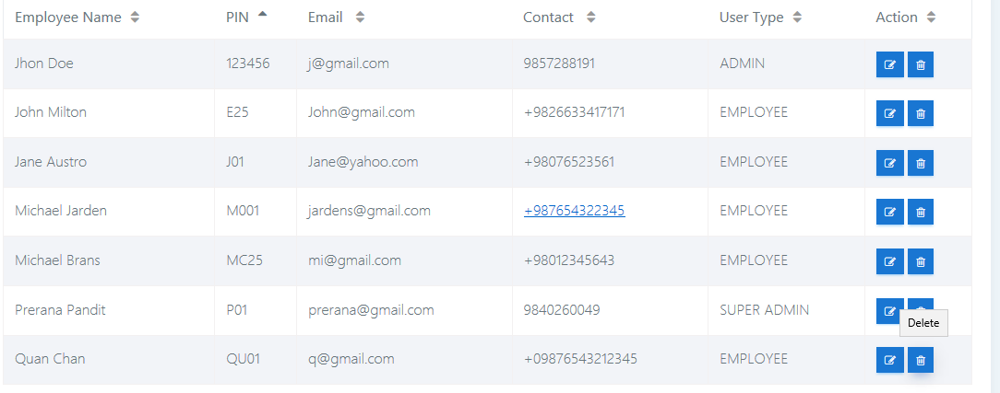 Employee Name PIN Email Contact User Type Action
Jhon Doe 123456 j@gmail.com 9857288191 ADMIN
John Milton E25 John@gmail.com +9826633417171 EMPLOYEE
Jane Austro J01 Jane@yahoo.com +98076523561 EMPLOYEE
Michael Jarden M001 jardens@gmail.com +987654322345 EMPLOYEE
Michael Brans MC25 mi@gmail.com +98012345643 EMPLOYEE
Prerana Pandit P01 prerana@gmail.com 9840260049 SUPER ADMIN
Delete
Quan Chan QU01 q@gmail.com +09876543212345 EMPLOYEE